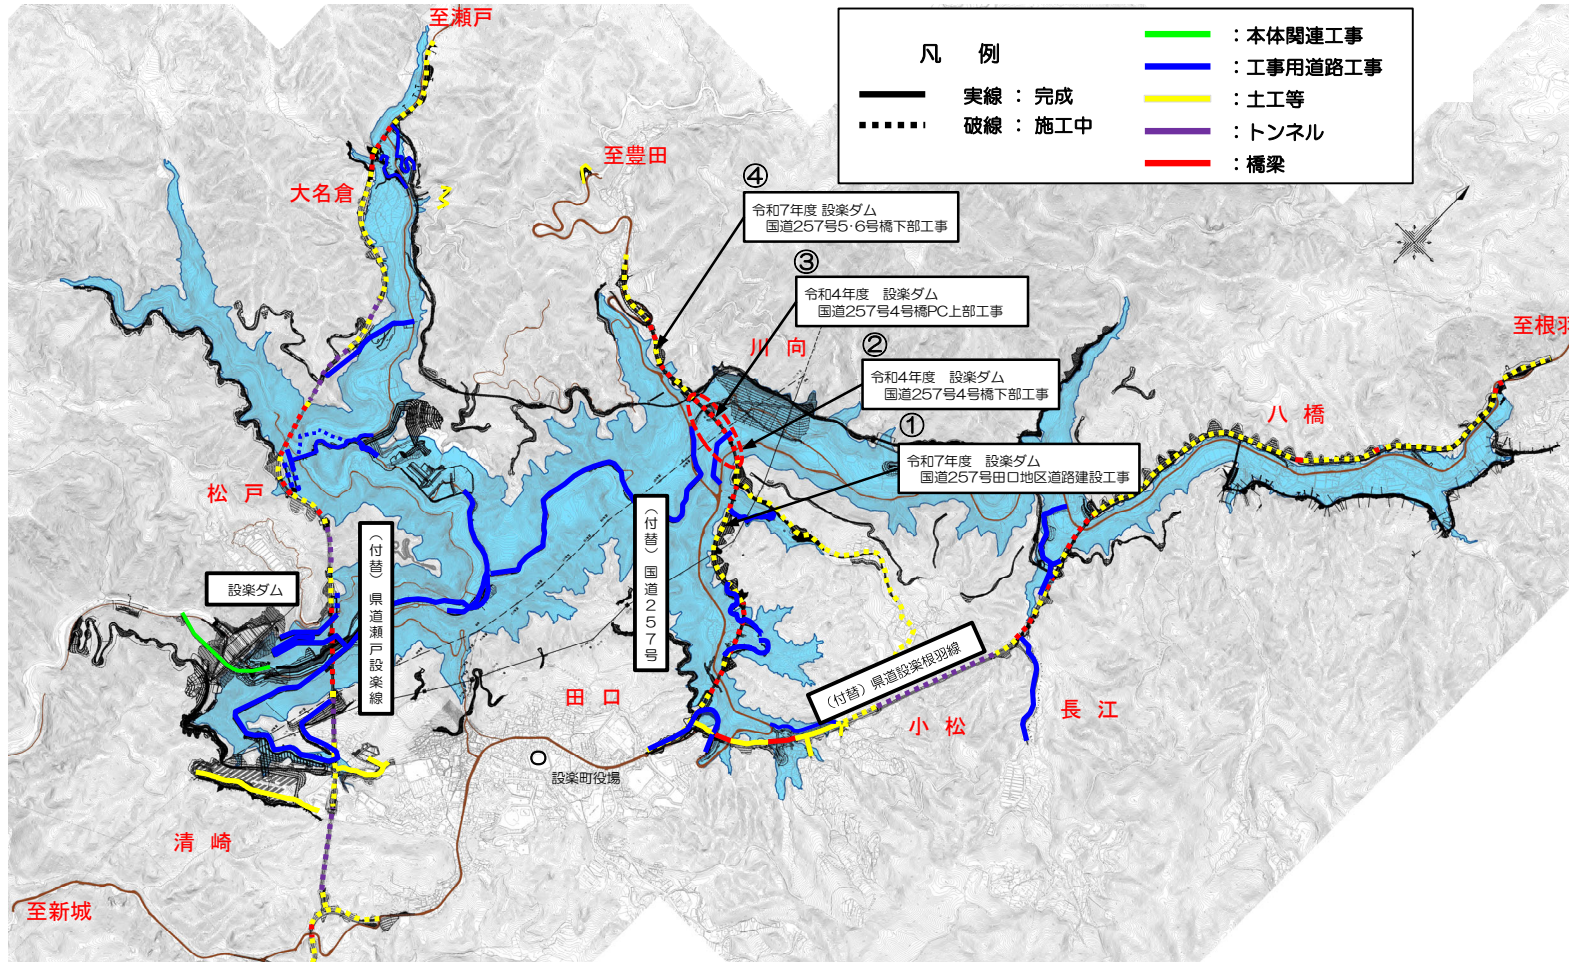 至瀬戸
凡　例
実線 ： 完成
破線 ： 施工中
：本体関連工事
：工事用道路工事
：土工等
：トンネル
：橋梁
至豊田
大名倉
④
令和7年度 設楽ダム
国道257号5･6号橋下部工事
③
令和4年度　設楽ダム
国道257号4号橋PC上部工事
川 向
②
令和4年度　設楽ダム
国道257号4号橋下部工事
①
令和7年度　設楽ダム
国道257号田口地区道路建設工事
至根羽
八 橋
松 戸
設楽ダム
（付替）県道瀬戸設楽線
（付替）国道257号
（付替）県道設楽根羽線
田 口
小 松
長 江
設楽町役場
清 崎
至新城